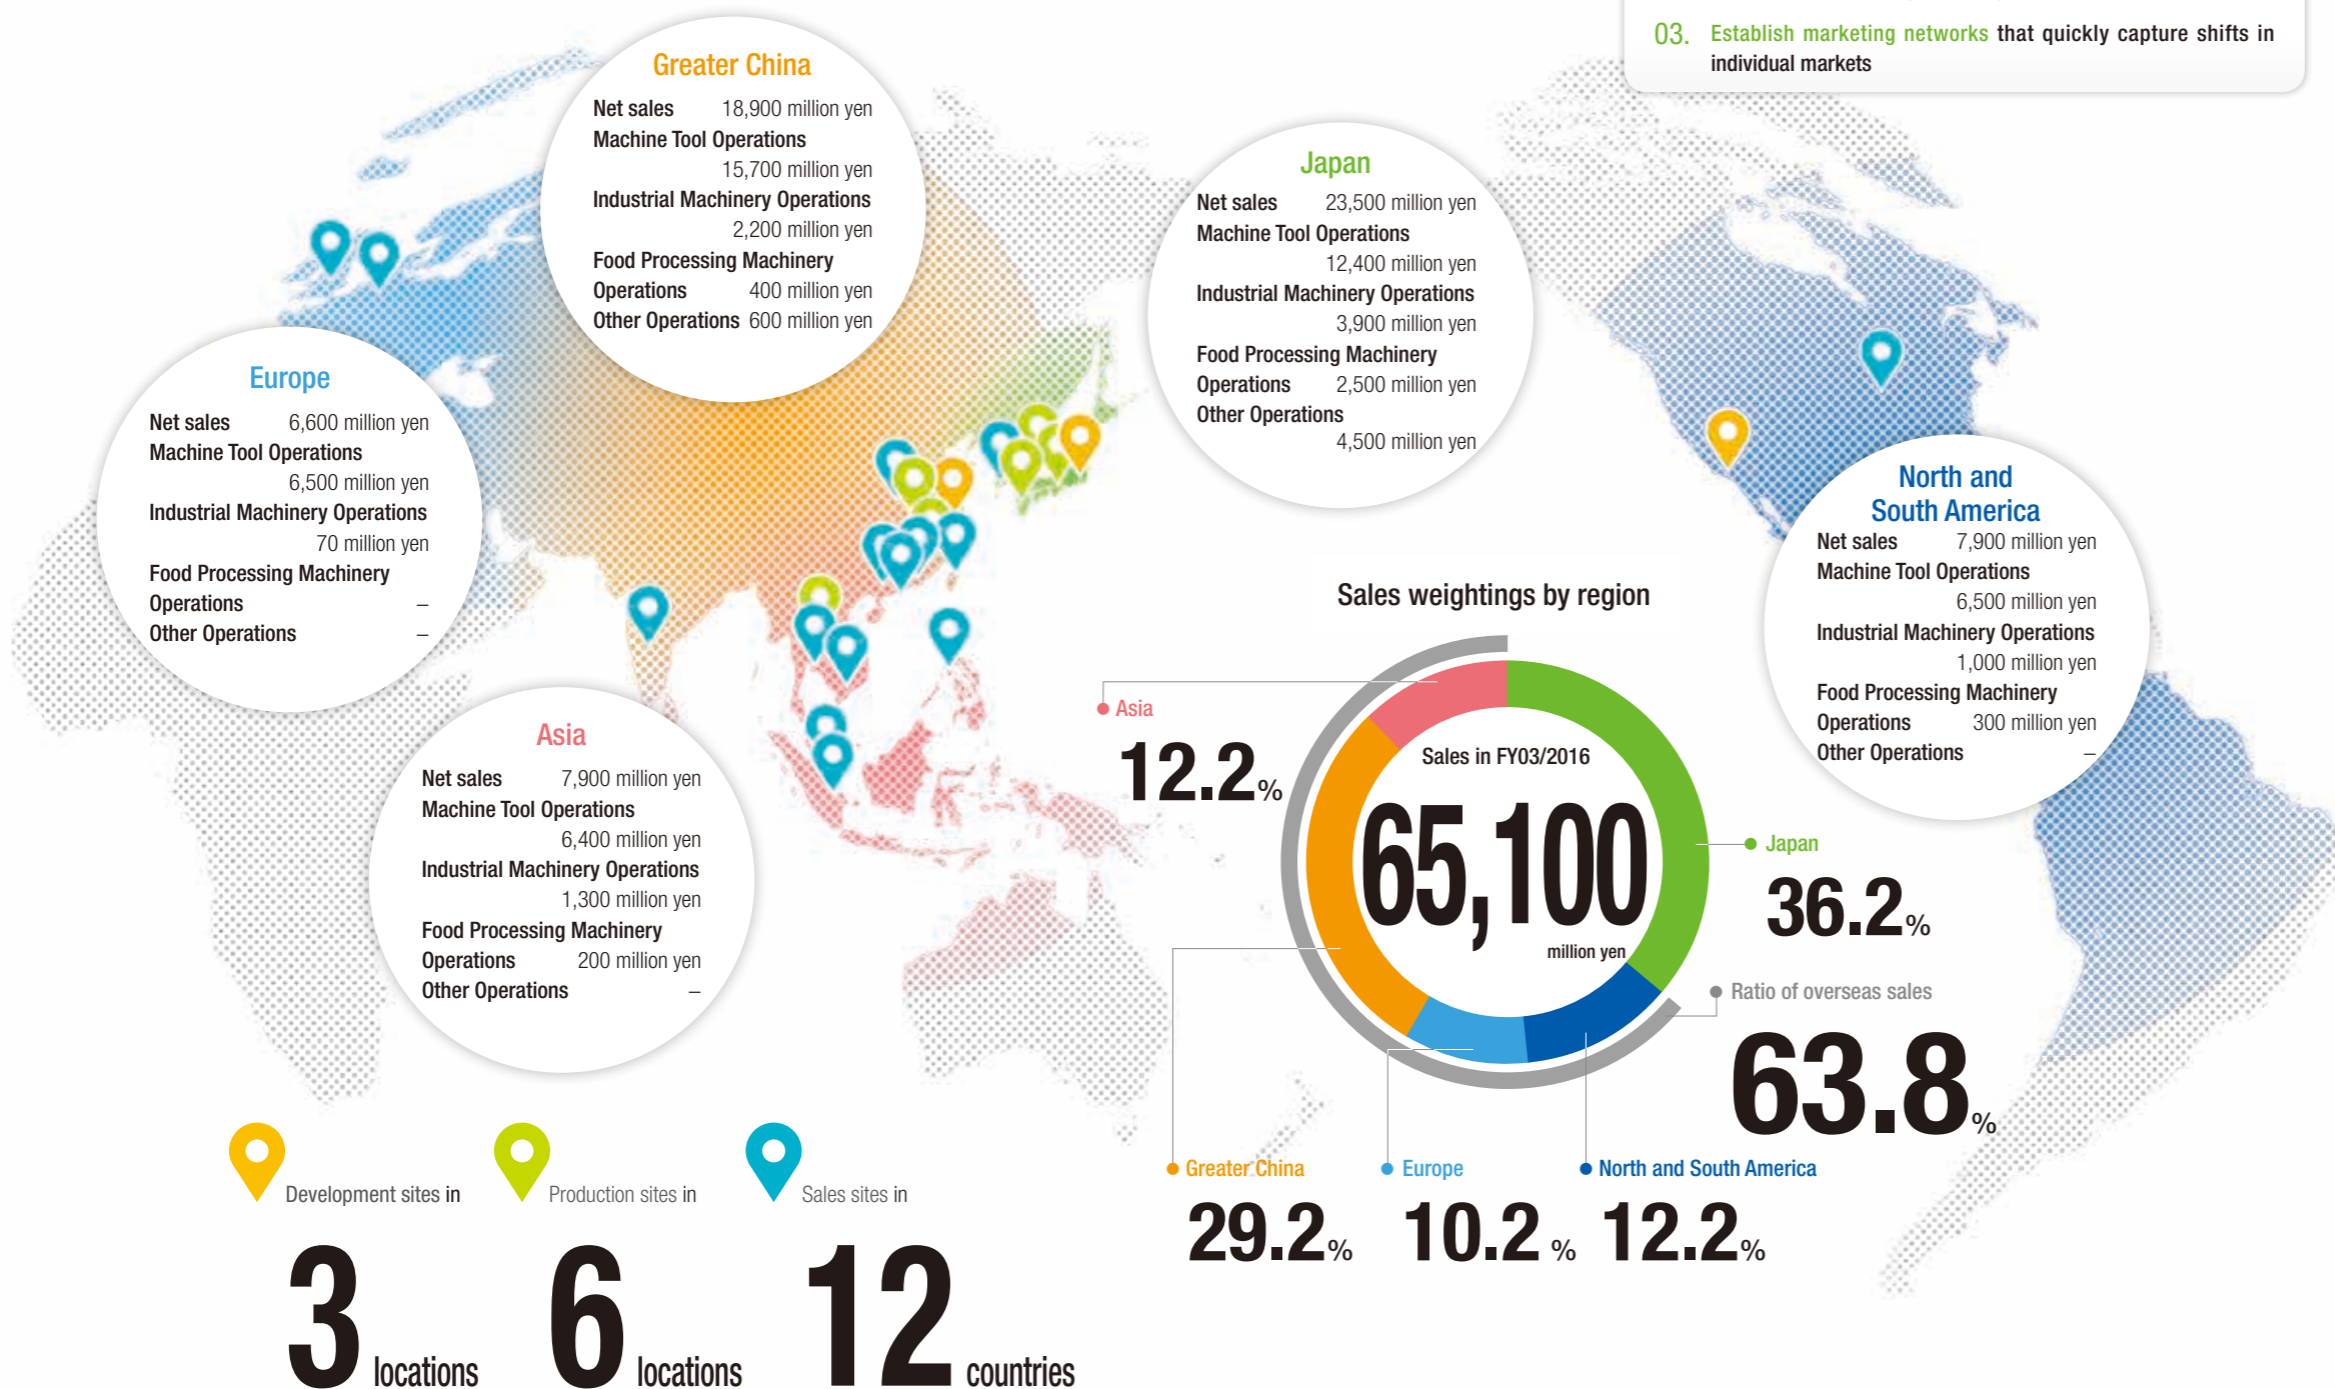 03. Establish marketing networks that quickly capture shifts in
individual markets
Greater China
Net sales 18,900 million yen
Machine Tool Operations
15,700 million yen
Industrial Machinery Operations
2,200 million yen
Food Processing Machinery
Operations 400 million yen
Other Operations 600 million yen
Japan
Net sales 23,500 million yen
Machine Tool Operations
12,400 million yen
Industrial Machinery Operations
3,900 million yen
Food Processing Machinery
Operations 2,500 million yen
Other Operations
4,500 million yen
Europe
Net sales 6,600 million yen
Machine Tool Operations
6,500 million yen
Industrial Machinery Operations
70 million yen
Food Processing Machinery
Operations –
Other Operations –
North and
South America
Net sales 7,900 million yen
Machine Tool Operations
6,500 million yen
Industrial Machinery Operations
1,000 million yen
Food Processing Machinery
Operations 300 million yen
Other Operations –
Asia
Net sales 7,900 million yen
Machine Tool Operations
6,400 million yen
Industrial Machinery Operations
1,300 million yen
Food Processing Machinery
Operations 200 million yen
Other Operations –
Sales weightings by region
Asia
12.2%
Sales in FY03/2016
65,100
million yen
Japan
36.2%
Ratio of overseas sales
63.8%
Greater China
29.2%
Europe
10.2%
North and South America
12.2%
Development sites in
3 locations
Production sites in
6 locations
Sales sites in
12 countries